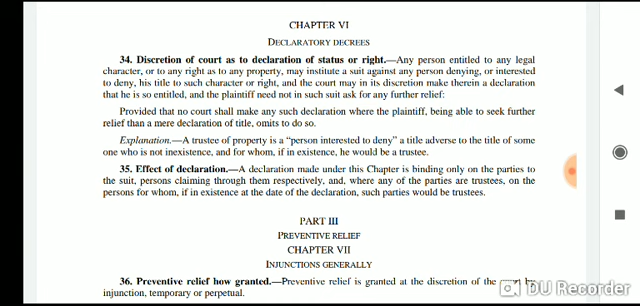 CHAPTER VI
DECLARATORY DECREES
34. Discretion of court as to declaration of status or right.—Any person entitled to any legal
character, or to any right as to any property, may institute a suit against any person denying, or interested
to deny, his title to such character or right, and the court may in its discretion make therein a declaration
that he is so entitled, and the plaintiff need not in such suit ask for any further relief:
Provided that no court shall make any such declaration where the plaintiff, being able to seek further
relief than a mere declaration of title, omits to do so.
Explanation.—A trustee of property is a “person interested to deny” a title adverse to the title of some
one who is not inexistence, and for whom, if in existence, he would be a trustee.
35. Effect of declaration.—A declaration made under this Chapter is binding only on the parties to
the suit, persons claiming through them respectively, and, where any of the parties are trustees, on the
persons for whom, if in existence at the date of the declaration, such parties would be trustees.
PART III
PREVENTIVE RELIEF
CHAPTER VII
INJUNCTIONS GENERALLY
36. Preventive relief how granted.—Preventive relief is granted at the discretion of the by
injunction, temporary or perpetual.
DU Recorder